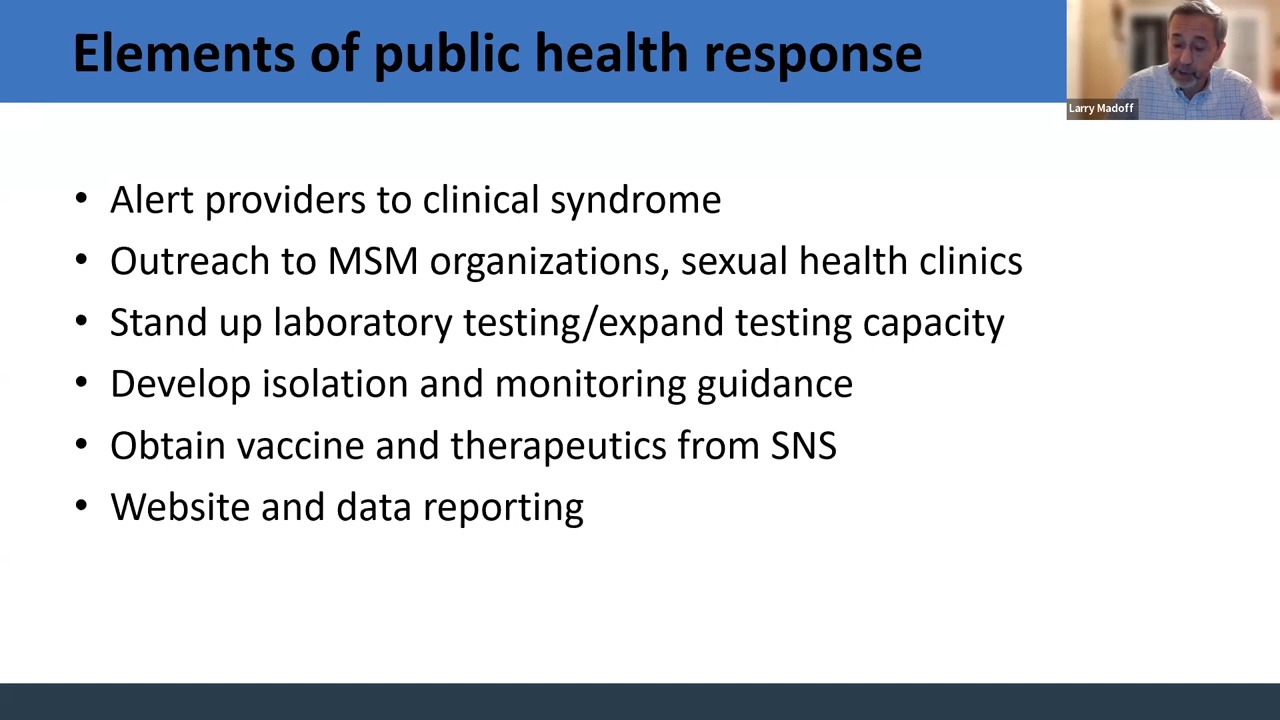 Elements of public health response
Larry Madoff
• Alert providers to clinical syndrome
• Outreach to MSM organizations, sexual health clinics
• Stand up laboratory testing/expand testing capacity
• Develop isolation and monitoring guidance
• Obtain vaccine and therapeutics from SNS
• Website and data reporting